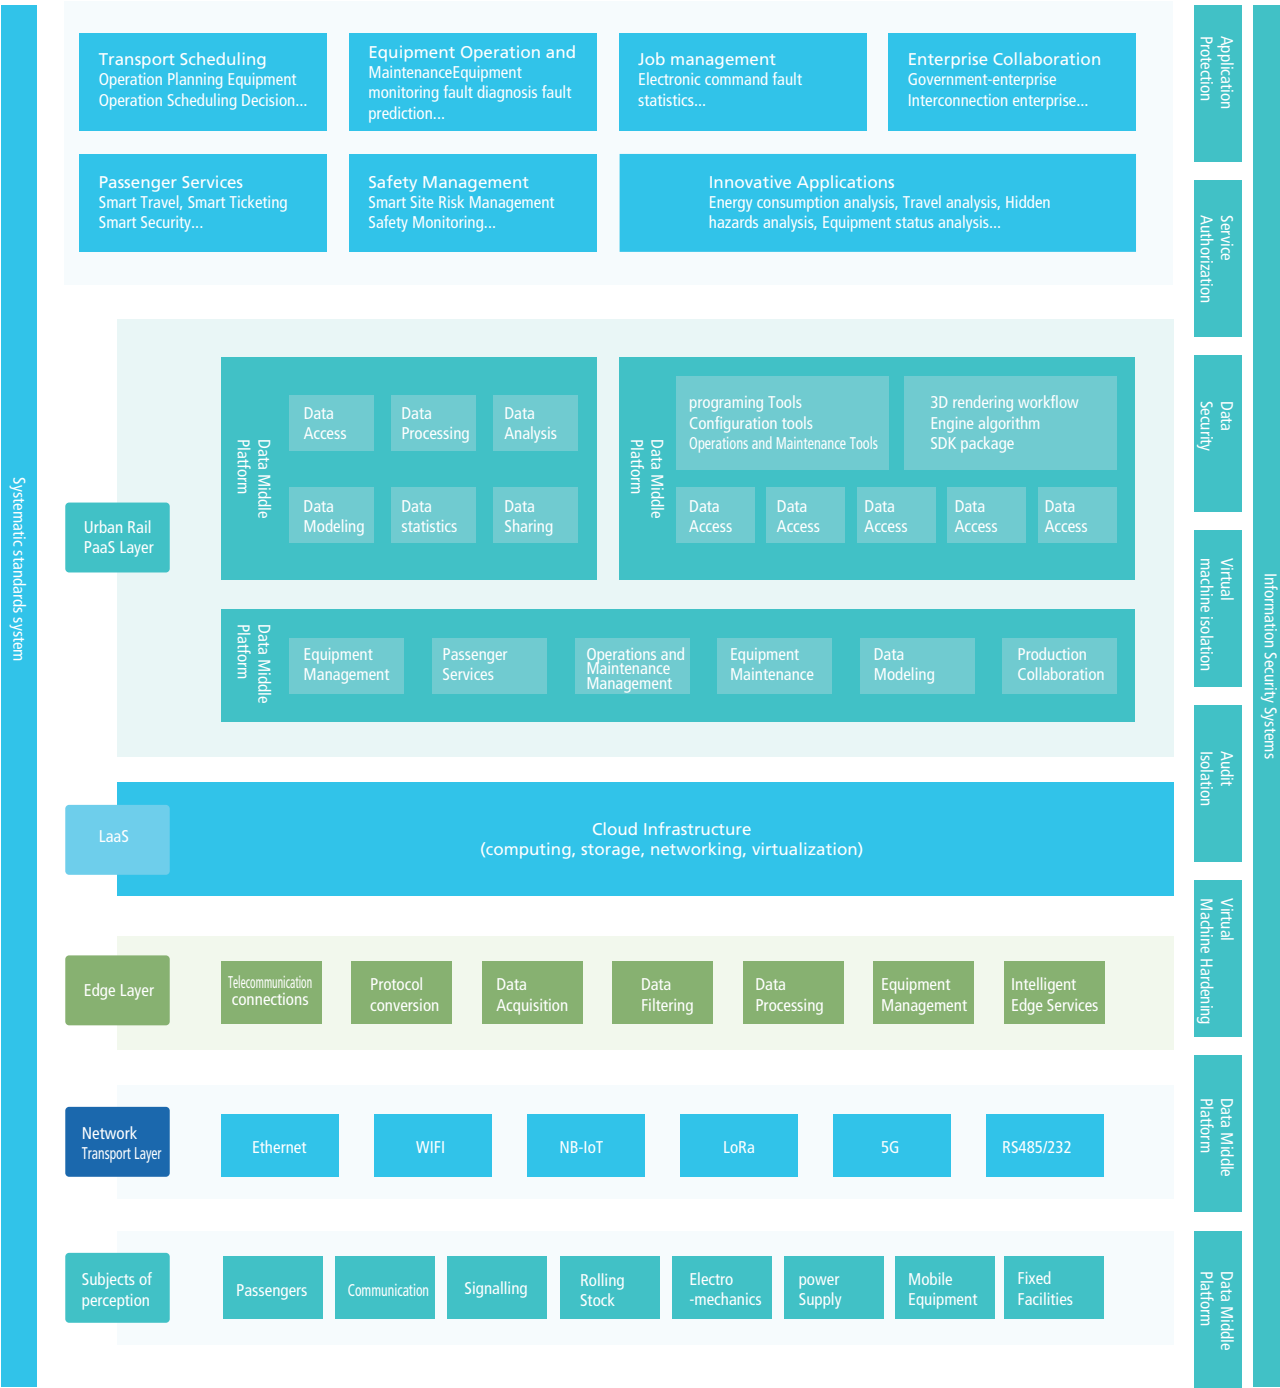 Transport Scheduling
Operation Planning Equipment
Operation Scheduling Decision...
Equipment Operation and
MaintenanceEquipment
monitoring fault diagnosis fault
prediction...
Job management
Electronic command fault
statistics...
Enterprise Collaboration
Government-enterprise
Interconnection enterprise...
Passenger Services
Smart Travel, Smart Ticketing
Smart Security...
Safety Management
Smart Site Risk Management
Safety Monitoring...
Innovative Applications
Energy consumption analysis, Travel analysis, Hidden
hazards analysis, Equipment status analysis...
Systematic standards system
Urban Rail
PaaS Layer
Data Middle
Platform
Data
Access
Data
Processing
Data
Analysis
Data
Modeling
Data
statistics
Data
Sharing
Data Middle
Platform
programing Tools
Configuration tools
Operations and Maintenance Tools
3D rendering workflow
Engine algorithm
SDK package
Data
Access
Data
Access
Data
Access
Data
Access
Data
Access
Data Middle
Platform
Equipment
Management
Passenger
Services
Operations and
Maintenance
Management
Equipment
Maintenance
Data
Modeling
Production
Collaboration
LaaS
Cloud Infrastructure
(computing, storage, networking, virtualization)
Edge Layer
Telecommunication
connections
Protocol
conversion
Data
Acquisition
Data
Filtering
Data
Processing
Equipment
Management
Intelligent
Edge Services
Network
Transport Layer
Ethernet
WIFI
NB-IoT
LoRa
5G
RS485/232
Subjects of
perception
Passengers
Communication
Signalling
Rolling
Stock
Electro
-mechanics
power
Supply
Mobile
Equipment
Fixed
Facilities
Application
Protection
Service
Authorization
Data
Security
Virtual
machine isolation
Audit
Isolation
Virtual
Machine Hardening
Data Middle
Platform
Data Middle
Platform
Information Security Systems